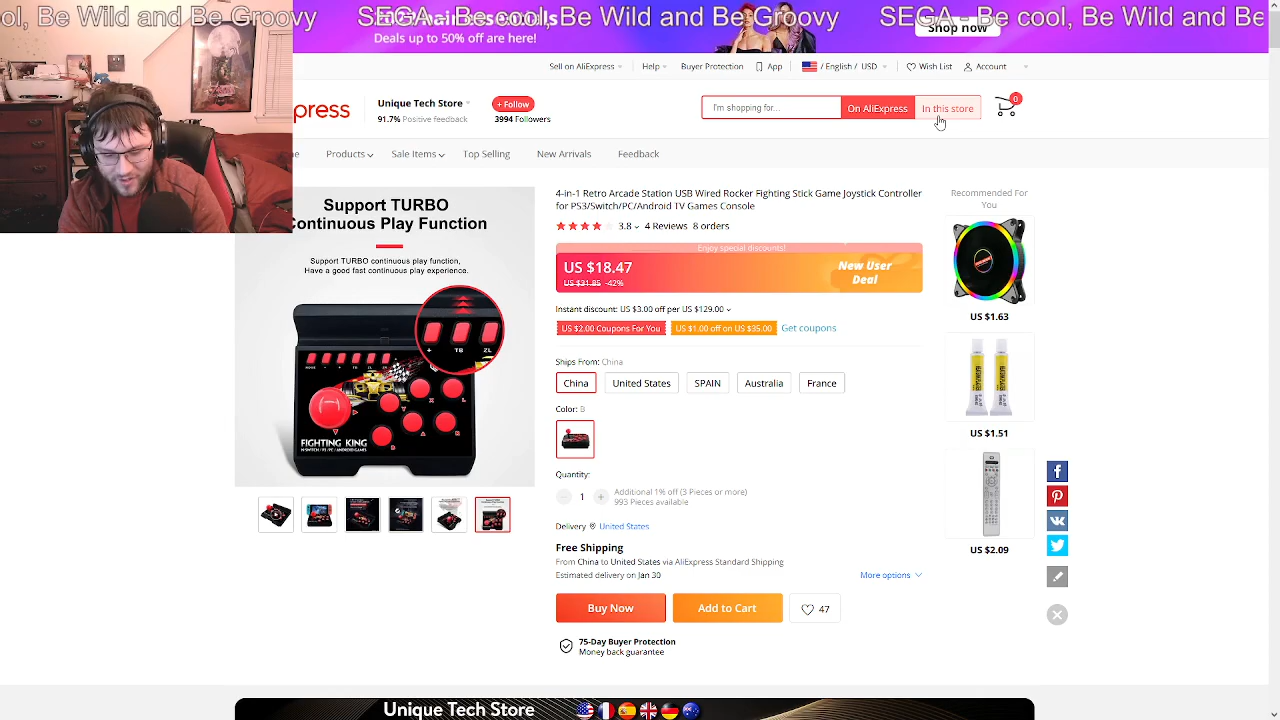 ol, Be Wild and Be Groovy SEGA - Be cool, Be Wild and Be Groovy SEGA - Be cool, Be Wild and Be
Deals up to 50% off are here!
Shop now
Sell on AliExpress Help Buyer Protection App / English / USD Wish List Account
press
Unique Tech Store
91.7% Positive feedback
+ Follow
3994 Followers
I'm shopping for...
On AliExpress
In this store
0
Products Sale Items Top Selling New Arrivals Feedback
Support TURBO
Continuous Play Function
Support TURBO continuous play function,
Have a good fast continuous play experience.
+ TB ZL
FIGHTING KING
N-SWITCH / P3 / PC / ANDROID GAMES
4-in-1 Retro Arcade Station USB Wired Rocker Fighting Stick Game Joystick Controller
for PS3/Switch/PC/Android TV Games Console
3.8 4 Reviews 8 orders
Enjoy special discounts!
US $18.47
US $31.85 -42%
New User
Deal
Instant discount: US $3.00 off per US $129.00
US $2.00 Coupons For You
US $1.00 off on US $35.00
Get coupons
Ships From: China
China
United States
SPAIN
Australia
France
Color: B
Quantity:
1
Additional 1% off (3 Pieces or more)
993 Pieces available
Delivery United States
Free Shipping
From China to United States via AliExpress Standard Shipping
Estimated delivery on Jan 30
More options
Buy Now
Add to Cart
47
75-Day Buyer Protection
Money back guarantee
Recommended For
You
US $1.63
US $1.51
US $2.09
Unique Tech Store